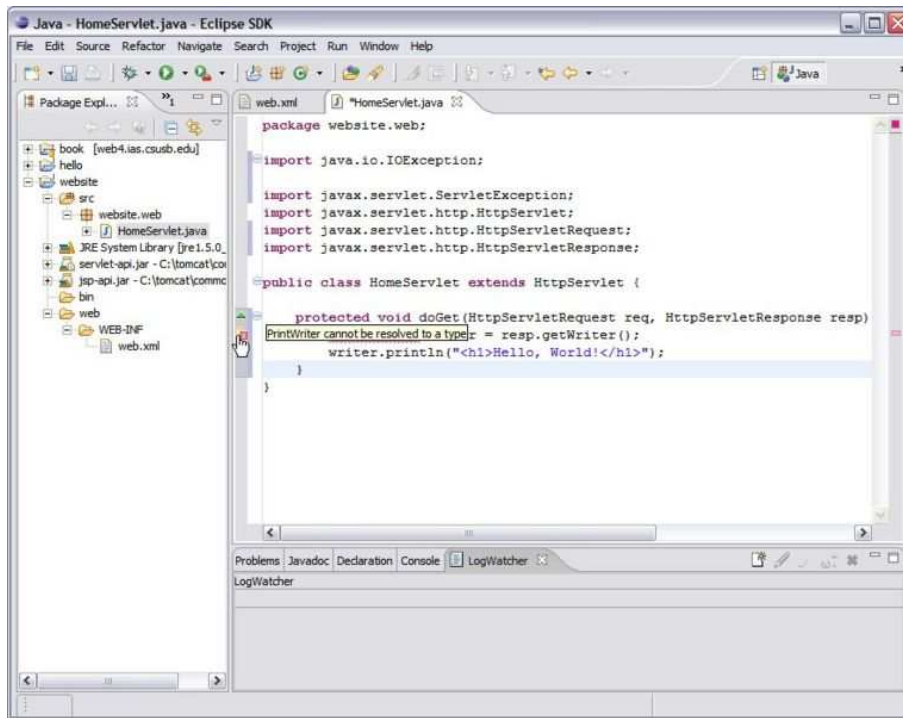 Java - HomeServlet.java - Eclipse SDK
File Edit Source Refactor Navigate Search Project Run Window Help
Java
Package Expl...
web.xml
*HomeServlet.java
book [web4.ias.csusb.edu]
hello
website
src
website.web
HomeServlet.java
JRE System Library [jre1.5.0_
servlet-api.jar - C:\tomcat\co
jsp-api.jar - C:\tomcat\commo
bin
web
WEB-INF
web.xml
package website.web;
import java.io.IOException;
import javax.servlet.ServletException;
import javax.servlet.http.HttpServlet;
import javax.servlet.http.HttpServletRequest;
import javax.servlet.http.HttpServletResponse;
public class HomeServlet extends HttpServlet {
protected void doGet(HttpServletRequest req, HttpServletResponse resp)
PrintWriter cannot be resolved to a type
r = resp.getWriter();
writer.println("<h1>Hello, World!</h1>");
}
}
Problems Javadoc Declaration Console LogWatcher
LogWatcher